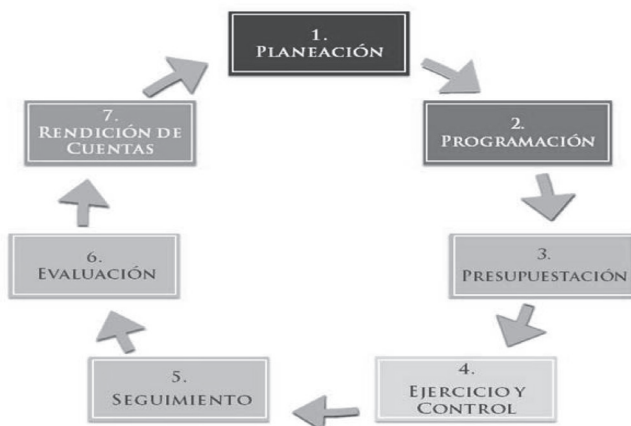 1.
PLANEACIÓN
2.
PROGRAMACIÓN
3.
PRESUPUESTACIÓN
4.
EJERCICIO Y
CONTROL
5.
SEGUIMIENTO
6.
EVALUACIÓN
7.
RENDICIÓN DE
CUENTAS